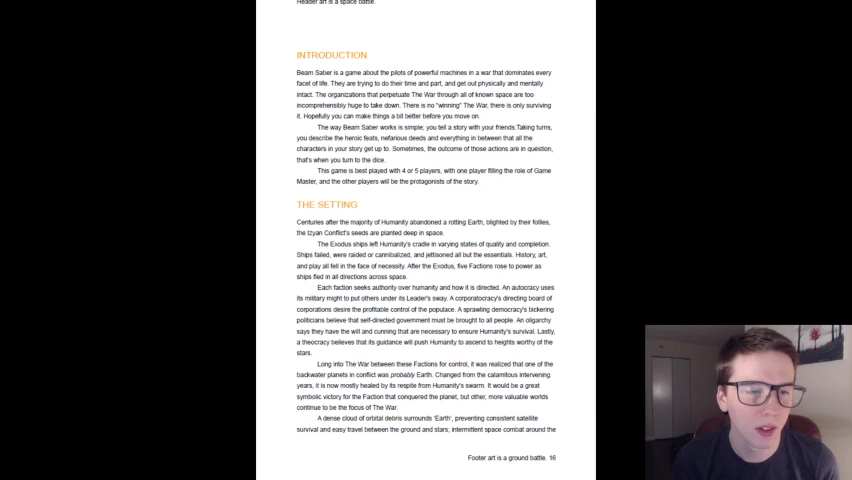 Header art is a space battle.
INTRODUCTION
Beam Saber is a game about the pilots of powerful machines in a war that dominates every
facet of life. They are trying to do their time and part, and get out physically and mentally
intact. The organizations that perpetuate The War through all of known space are too
incomprehensibly huge to take down. There is no "winning" The War, there is only surviving
it. Hopefully you can make things a bit better before you move on.
The way Beam Saber works is simple; you tell a story with your friends.Taking turns,
you describe the heroic feats, nefarious deeds and everything in between that all the
characters in your story get up to. Sometimes, the outcome of those actions are in question,
that's when you turn to the dice.
This game is best played with 4 or 5 players, with one player filling the role of Game
Master, and the other players will be the protagonists of the story.
THE SETTING
Centuries after the majority of Humanity abandoned a rotting Earth, blighted by their follies,
the Izyan Conflict's seeds are planted deep in space.
The Exodus ships left Humanity's cradle in varying states of quality and completion.
Ships failed, were raided or cannibalized, and jettisoned all but the essentials. History, art,
and play all fell in the face of necessity. After the Exodus, five Factions rose to power as
ships fled in all directions across space.
Each faction seeks authority over humanity and how it is directed. An autocracy uses
its military might to put others under its Leader's sway. A corporatocracy's directing board of
corporations desire the profitable control of the populace. A sprawling democracy's bickering
politicians believe that self-directed government must be brought to all people. An oligarchy
says they have the will and cunning that are necessary to ensure Humanity's survival. Lastly,
a theocracy believes that its guidance will push Humanity to ascend to heights worthy of the
stars.
Long into The War between these Factions for control, it was realized that one of the
backwater planets in conflict was probably Earth. Changed from the calamitous intervening
years, it is now mostly healed by its respite from Humanity's swarm. It would be a great
symbolic victory for the Faction that conquered the planet, but other, more valuable worlds
continue to be the focus of The War.
A dense cloud of orbital debris surrounds 'Earth', preventing consistent satellite
survival and easy travel between the ground and stars; intermittent space combat around the
Footer art is a ground battle. 16